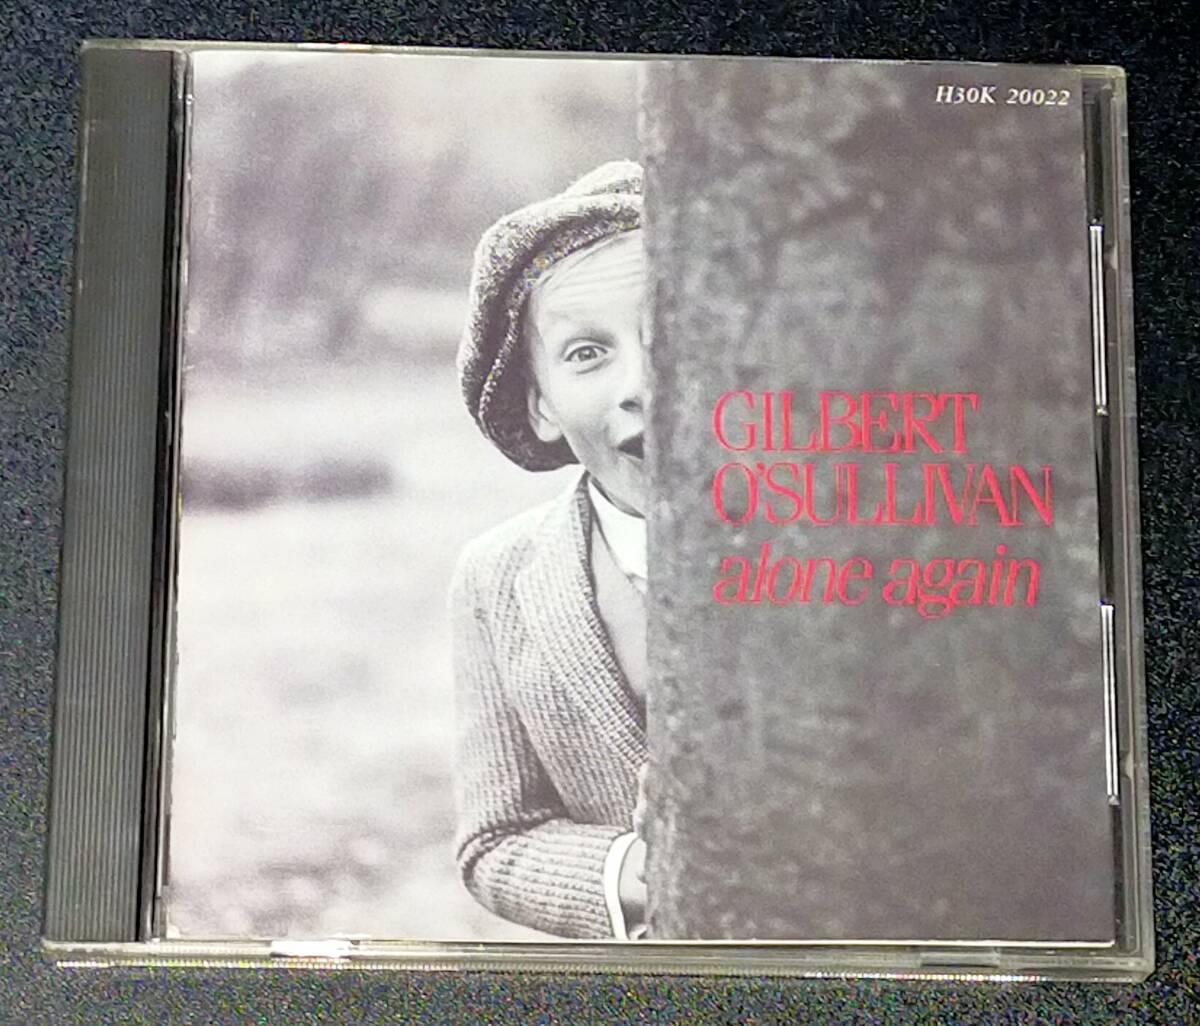 H30K 20022
GILBERT
O'SULLIVAN
alone again